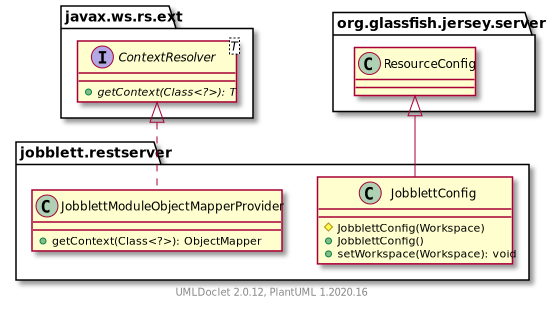 javax.ws.rs.ext
org.glassfish.jersey.server
I ContextResolver T
getContext(Class<?>): T
C ResourceConfig
jobblett.restserver
C JobblettModuleObjectMapperProvider
getContext(Class<?>): ObjectMapper
C JobblettConfig
JobblettConfig(Workspace)
JobblettConfig()
setWorkspace(Workspace): void
UMLDoclet 2.0.12, PlantUML 1.2020.16